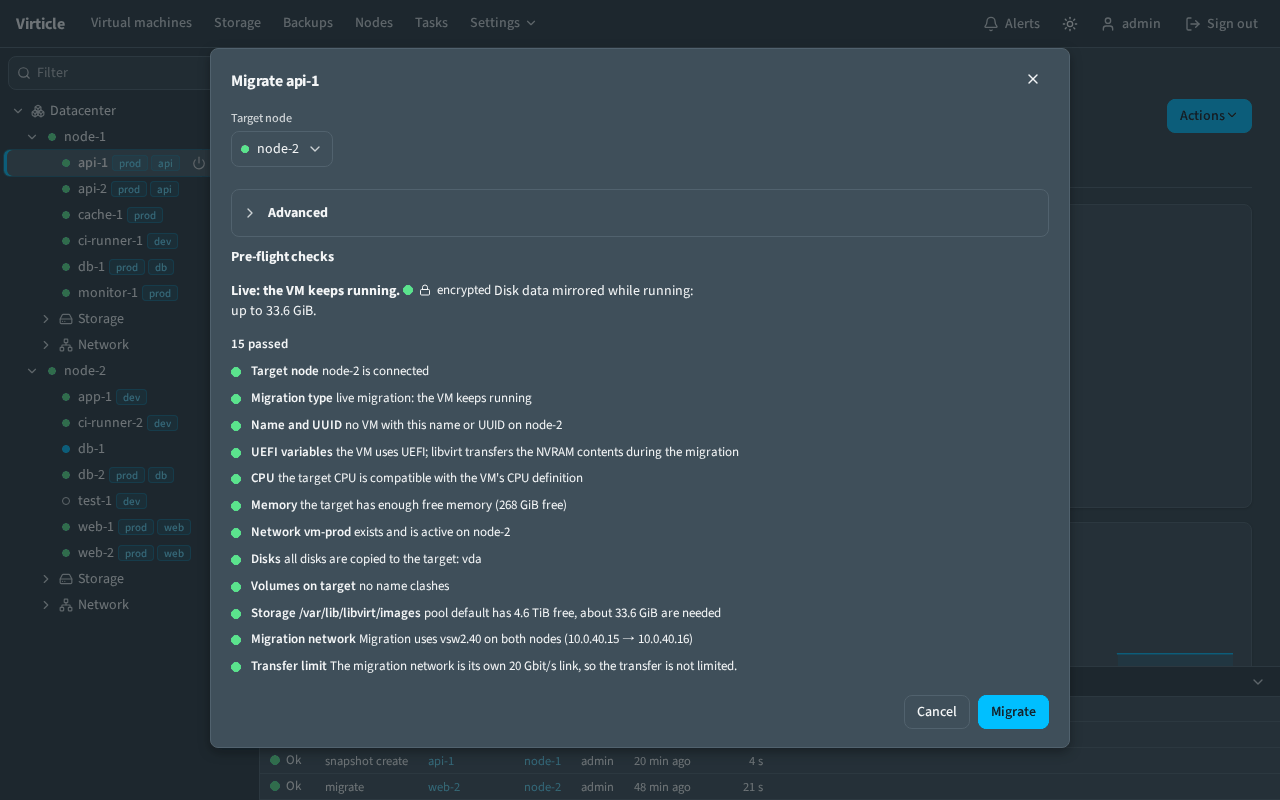 Virticle Virtual machines Storage Backups Nodes Tasks Settings Alerts admin Sign out
Filter
Datacenter
node-1
api-1 prod api
api-2 prod api
cache-1 prod
ci-runner-1 dev
db-1 prod db
monitor-1 prod
Storage
Network
node-2
app-1 dev
ci-runner-2 dev
db-1
db-2 prod db
test-1 dev
web-1 prod web
web-2 prod web
Storage
Network
Actions
Migrate api-1
Target node
node-2
Advanced
Pre-flight checks
Live: the VM keeps running. encrypted Disk data mirrored while running:
up to 33.6 GiB.
15 passed
Target node node-2 is connected
Migration type live migration: the VM keeps running
Name and UUID no VM with this name or UUID on node-2
UEFI variables the VM uses UEFI; libvirt transfers the NVRAM contents during the migration
CPU the target CPU is compatible with the VM's CPU definition
Memory the target has enough free memory (268 GiB free)
Network vm-prod exists and is active on node-2
Disks all disks are copied to the target: vda
Volumes on target no name clashes
Storage /var/lib/libvirt/images pool default has 4.6 TiB free, about 33.6 GiB are needed
Migration network Migration uses vsw2.40 on both nodes (10.0.40.15 → 10.0.40.16)
Transfer limit The migration network is its own 20 Gbit/s link, so the transfer is not limited.
Cancel Migrate
Ok snapshot create api-1 node-1 admin 20 min ago 4 s
Ok migrate web-2 node-2 admin 48 min ago 21 s